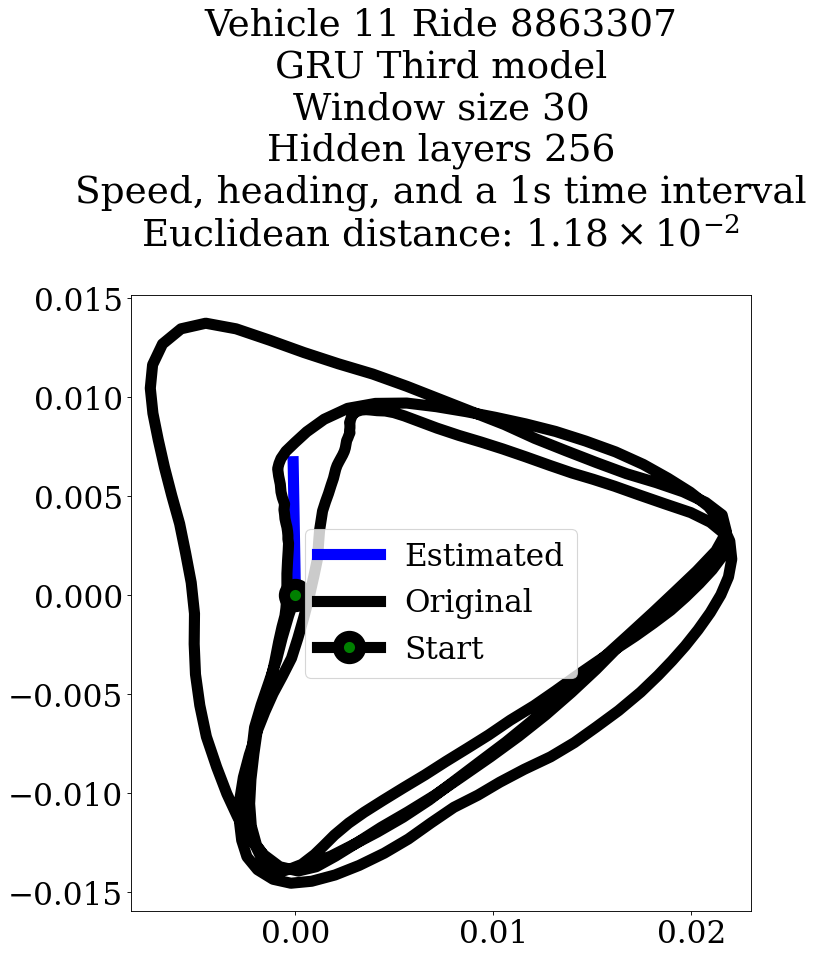 Vehicle 11 Ride 8863307
GRU Third model
Window size 30
Hidden layers 256
Speed, heading, and a 1s time interval
Euclidean distance: 1.18 × 10⁻²
0.015
0.010
0.005
0.000
−0.005
−0.010
−0.015
Estimated
Original
Start
0.00 0.01 0.02